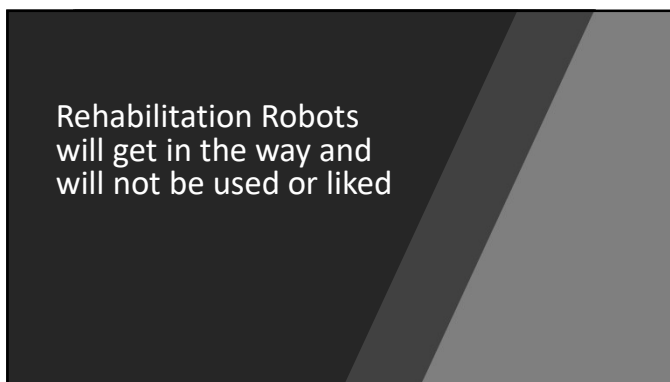 Rehabilitation Robots
will get in the way and
will not be used or liked